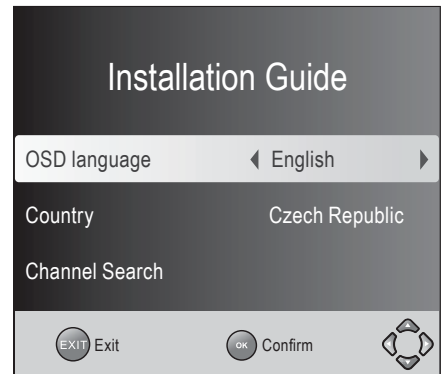 Installation Guide
OSD language English
Country Czech Republic
Channel Search
EXIT Exit OK Confirm